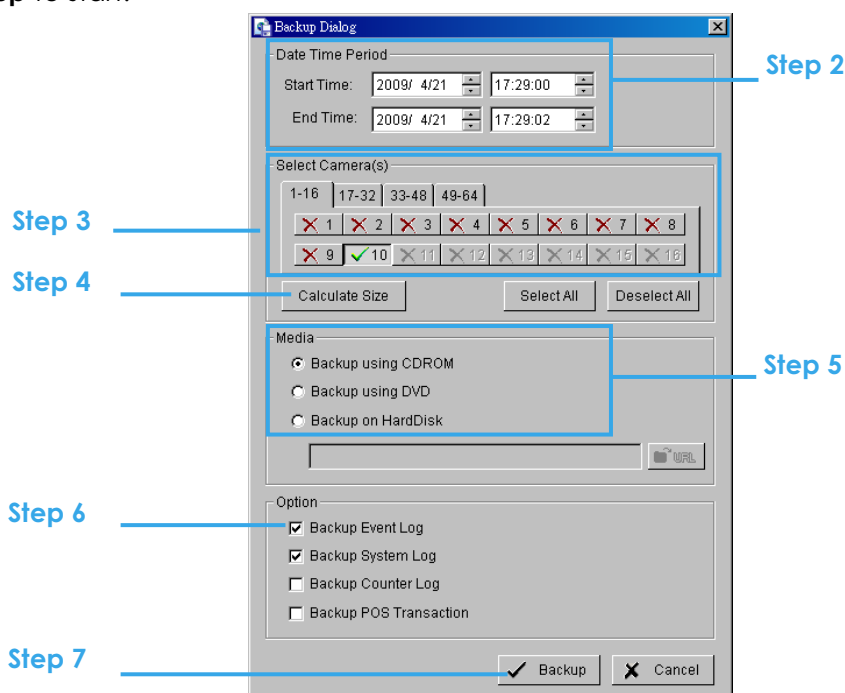 Backup Dialog
Date Time Period
Step 2
Start Time: 2009/ 4/21 17:29:00
End Time: 2009/ 4/21 17:29:02
Select Camera(s)
1-16 17-32 33-48 49-64
Step 3
1 2 3 4 5 6 7 8
9 10 11 12 13 14 15 16
Step 4
Calculate Size Select All Deselect All
Media
Backup using CDROM
Step 5
Backup using DVD
Backup on HardDisk
URL
Option
Step 6
Backup Event Log
Backup System Log
Backup Counter Log
Backup POS Transaction
Step 7
Backup Cancel